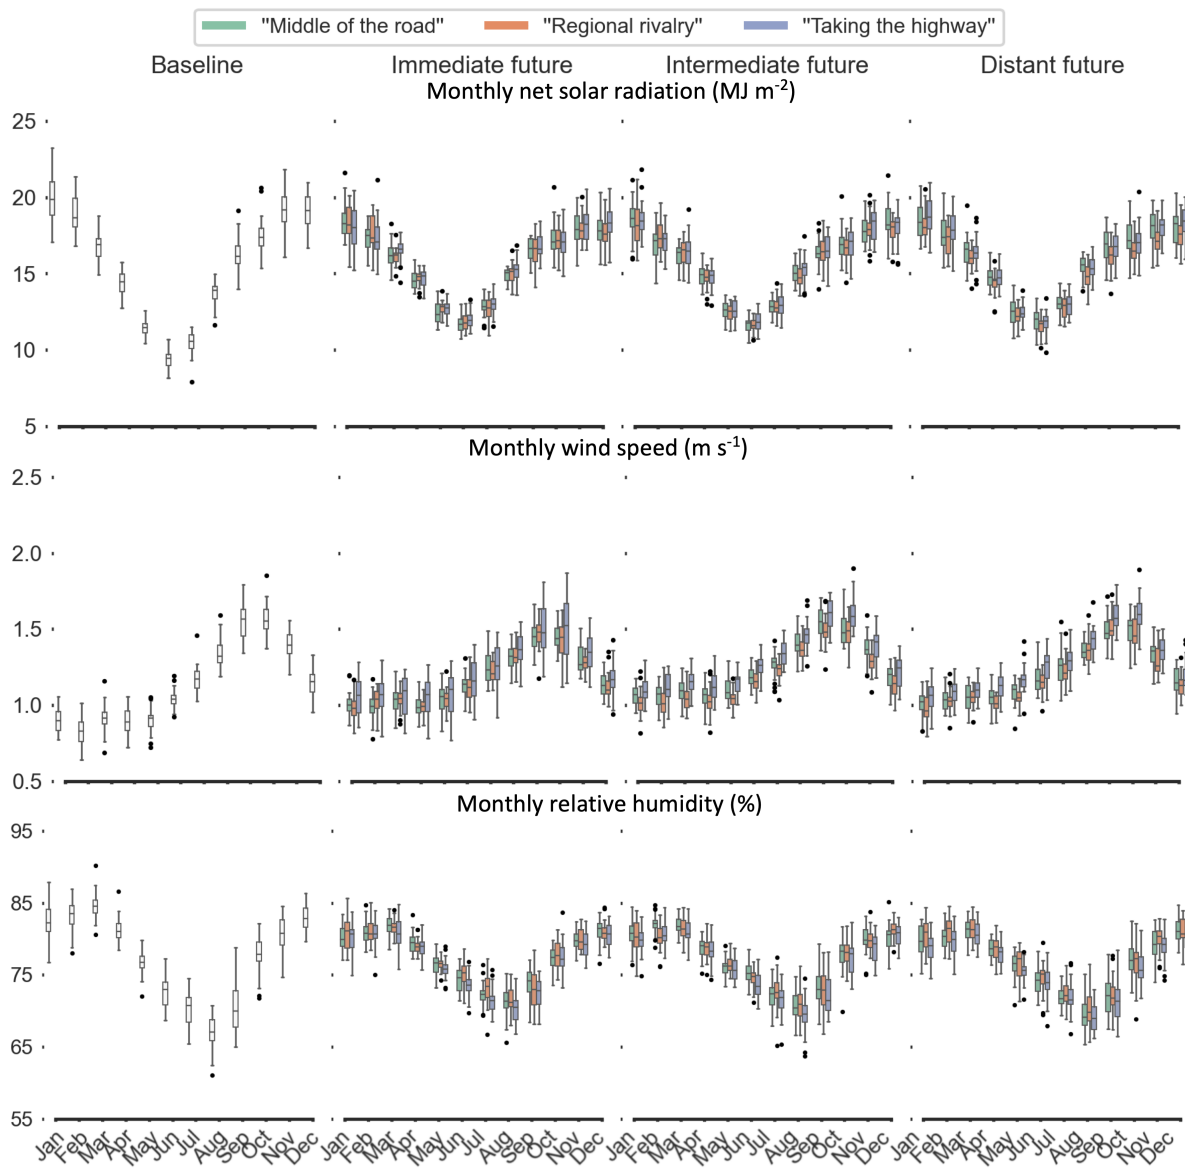 "Middle of the road" "Regional rivalry" "Taking the highway"
Baseline Immediate future Intermediate future Distant future
Monthly net solar radiation (MJ m-2)
25
20
15
10
5
Monthly wind speed (m s-1)
2.5
2.0
1.5
1.0
0.5
Monthly relative humidity (%)
95
85
75
65
55
Jan Feb Mar Apr May Jun Jul Aug Sep Oct Nov Dec Jan Feb Mar Apr May Jun Jul Aug Sep Oct Nov Dec Jan Feb Mar Apr May Jun Jul Aug Sep Oct Nov Dec Jan Feb Mar Apr May Jun Jul Aug Sep Oct Nov Dec